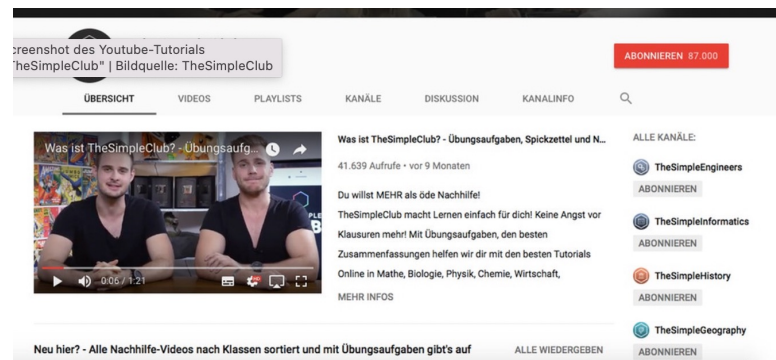 creenshot des Youtube-Tutorials
heSimpleClub" | Bildquelle: TheSimpleClub
ABONNIEREN 87.000
ÜBERSICHT VIDEOS PLAYLISTS KANÄLE DISKUSSION KANALINFO
Was ist TheSimpleClub? - Übungsaufg...
0:06 / 1:21
Was ist TheSimpleClub? - Übungsaufgaben, Spickzettel und N...
41.639 Aufrufe • vor 9 Monaten
Du willst MEHR als öde Nachhilfe!
TheSimpleClub macht Lernen einfach für dich! Keine Angst vor
Klausuren mehr! Mit Übungsaufgaben, den besten
Zusammenfassungen helfen wir dir mit den besten Tutorials
Online in Mathe, Biologie, Physik, Chemie, Wirtschaft,
MEHR INFOS
ALLE KANÄLE:
TheSimpleEngineers
ABONNIEREN
TheSimpleInformatics
ABONNIEREN
TheSimpleHistory
ABONNIEREN
TheSimpleGeography
ABONNIEREN
Neu hier? - Alle Nachhilfe-Videos nach Klassen sortiert und mit Übungsaufgaben gibt's auf
ALLE WIEDERGEBEN